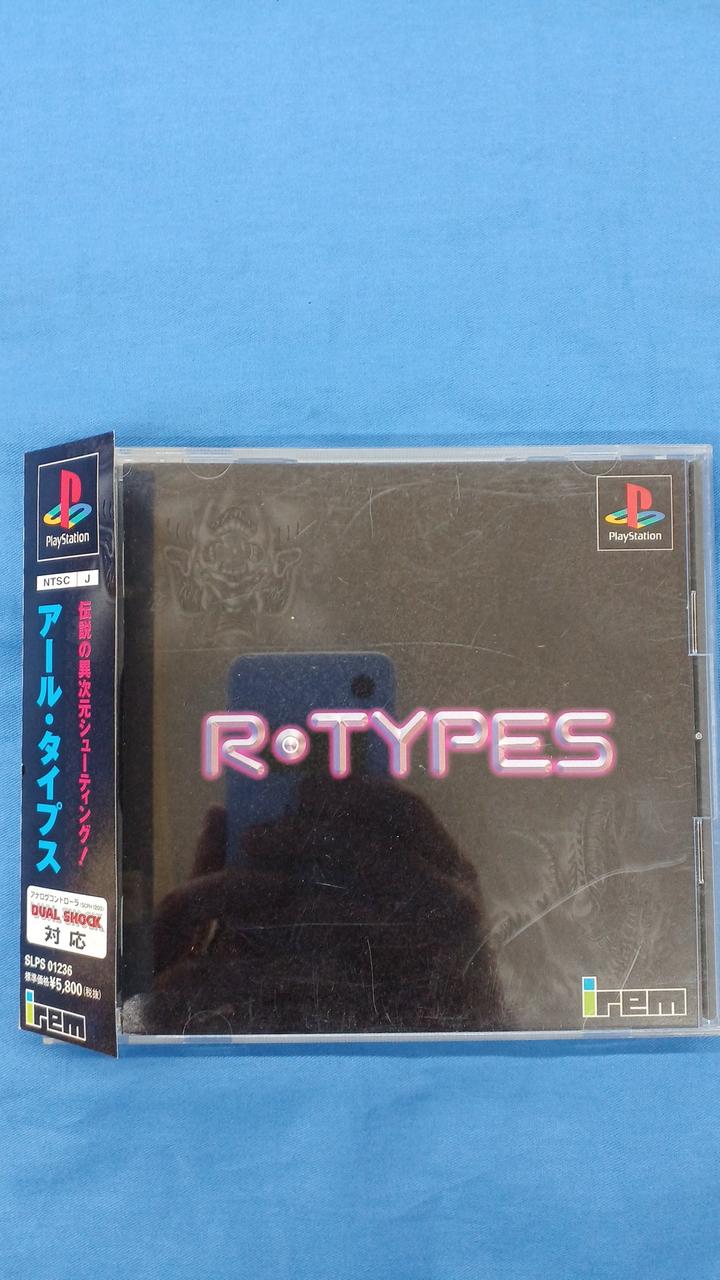 PlayStation
NTSC J
伝説の異次元シューティング!
アール・タイプス
アナログコントローラ(SCPH-1200)
DUAL SHOCK
対応
SLPS 01236
標準価格¥5,800(税抜)
irem
PlayStation
R・TYPES
irem